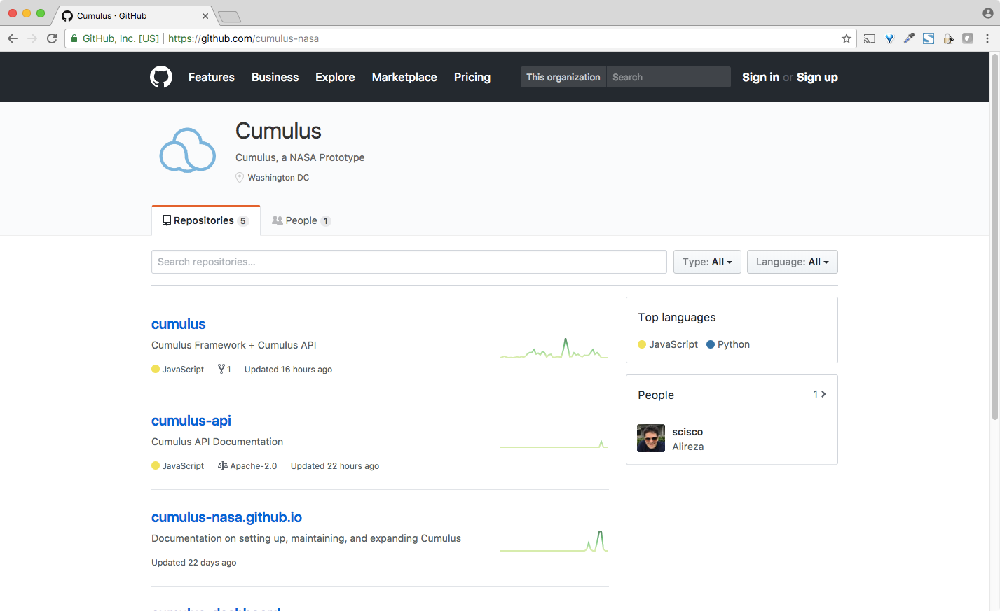 Cumulus · GitHub
GitHub, Inc. [US] https://github.com/cumulus-nasa
Features Business Explore Marketplace Pricing This organization Search Sign in or Sign up
Cumulus
Cumulus, a NASA Prototype
Washington DC
Repositories 5 People 1
Search repositories... Type: All Language: All
cumulus
Cumulus Framework + Cumulus API
JavaScript 1 Updated 16 hours ago
cumulus-api
Cumulus API Documentation
JavaScript Apache-2.0 Updated 22 hours ago
cumulus-nasa.github.io
Documentation on setting up, maintaining, and expanding Cumulus
Updated 22 days ago
cumulus-dashboard
Top languages
JavaScript Python
People 1
scisco
Alireza